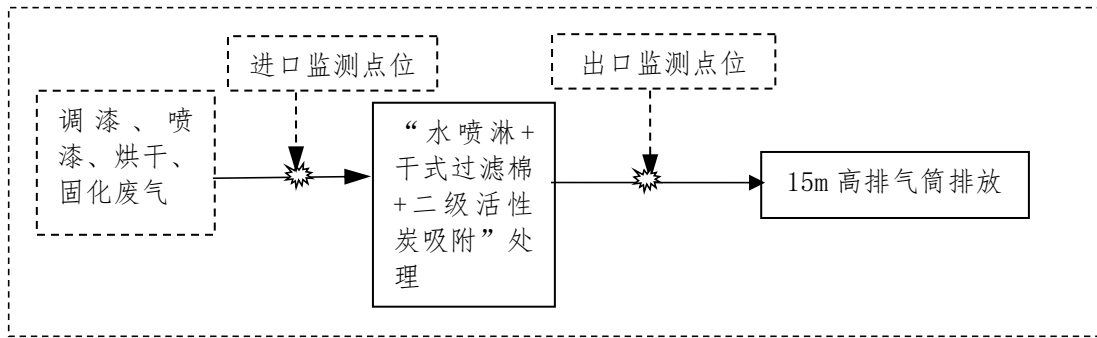 进口监测点位
出口监测点位
调漆、喷
漆、烘干、
固化废气
“水喷淋+
干式过滤棉
+二级活性
炭吸附”处
理
15m 高排气筒排放